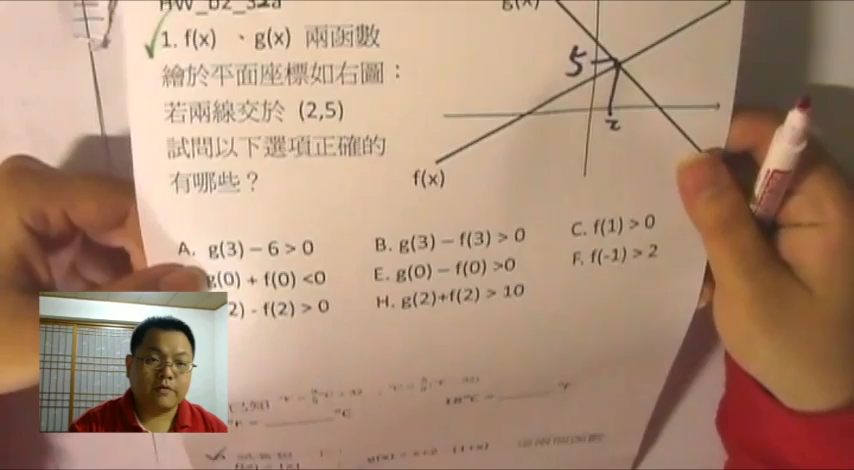 HW_b2_32a
g(x)
1. f(x) 、g(x) 兩函數
繪於平面座標如右圖：
若兩線交於 (2,5)
試問以下選項正確的
有哪些？
5
2
f(x)
A. g(3) – 6 > 0
B. g(3) – f(3) > 0
C. f(1) > 0
g(0) + f(0) <0
E. g(0) – f(0) >0
F. f(-1) > 2
2) - f(2) > 0
H. g(2)+f(2) > 10